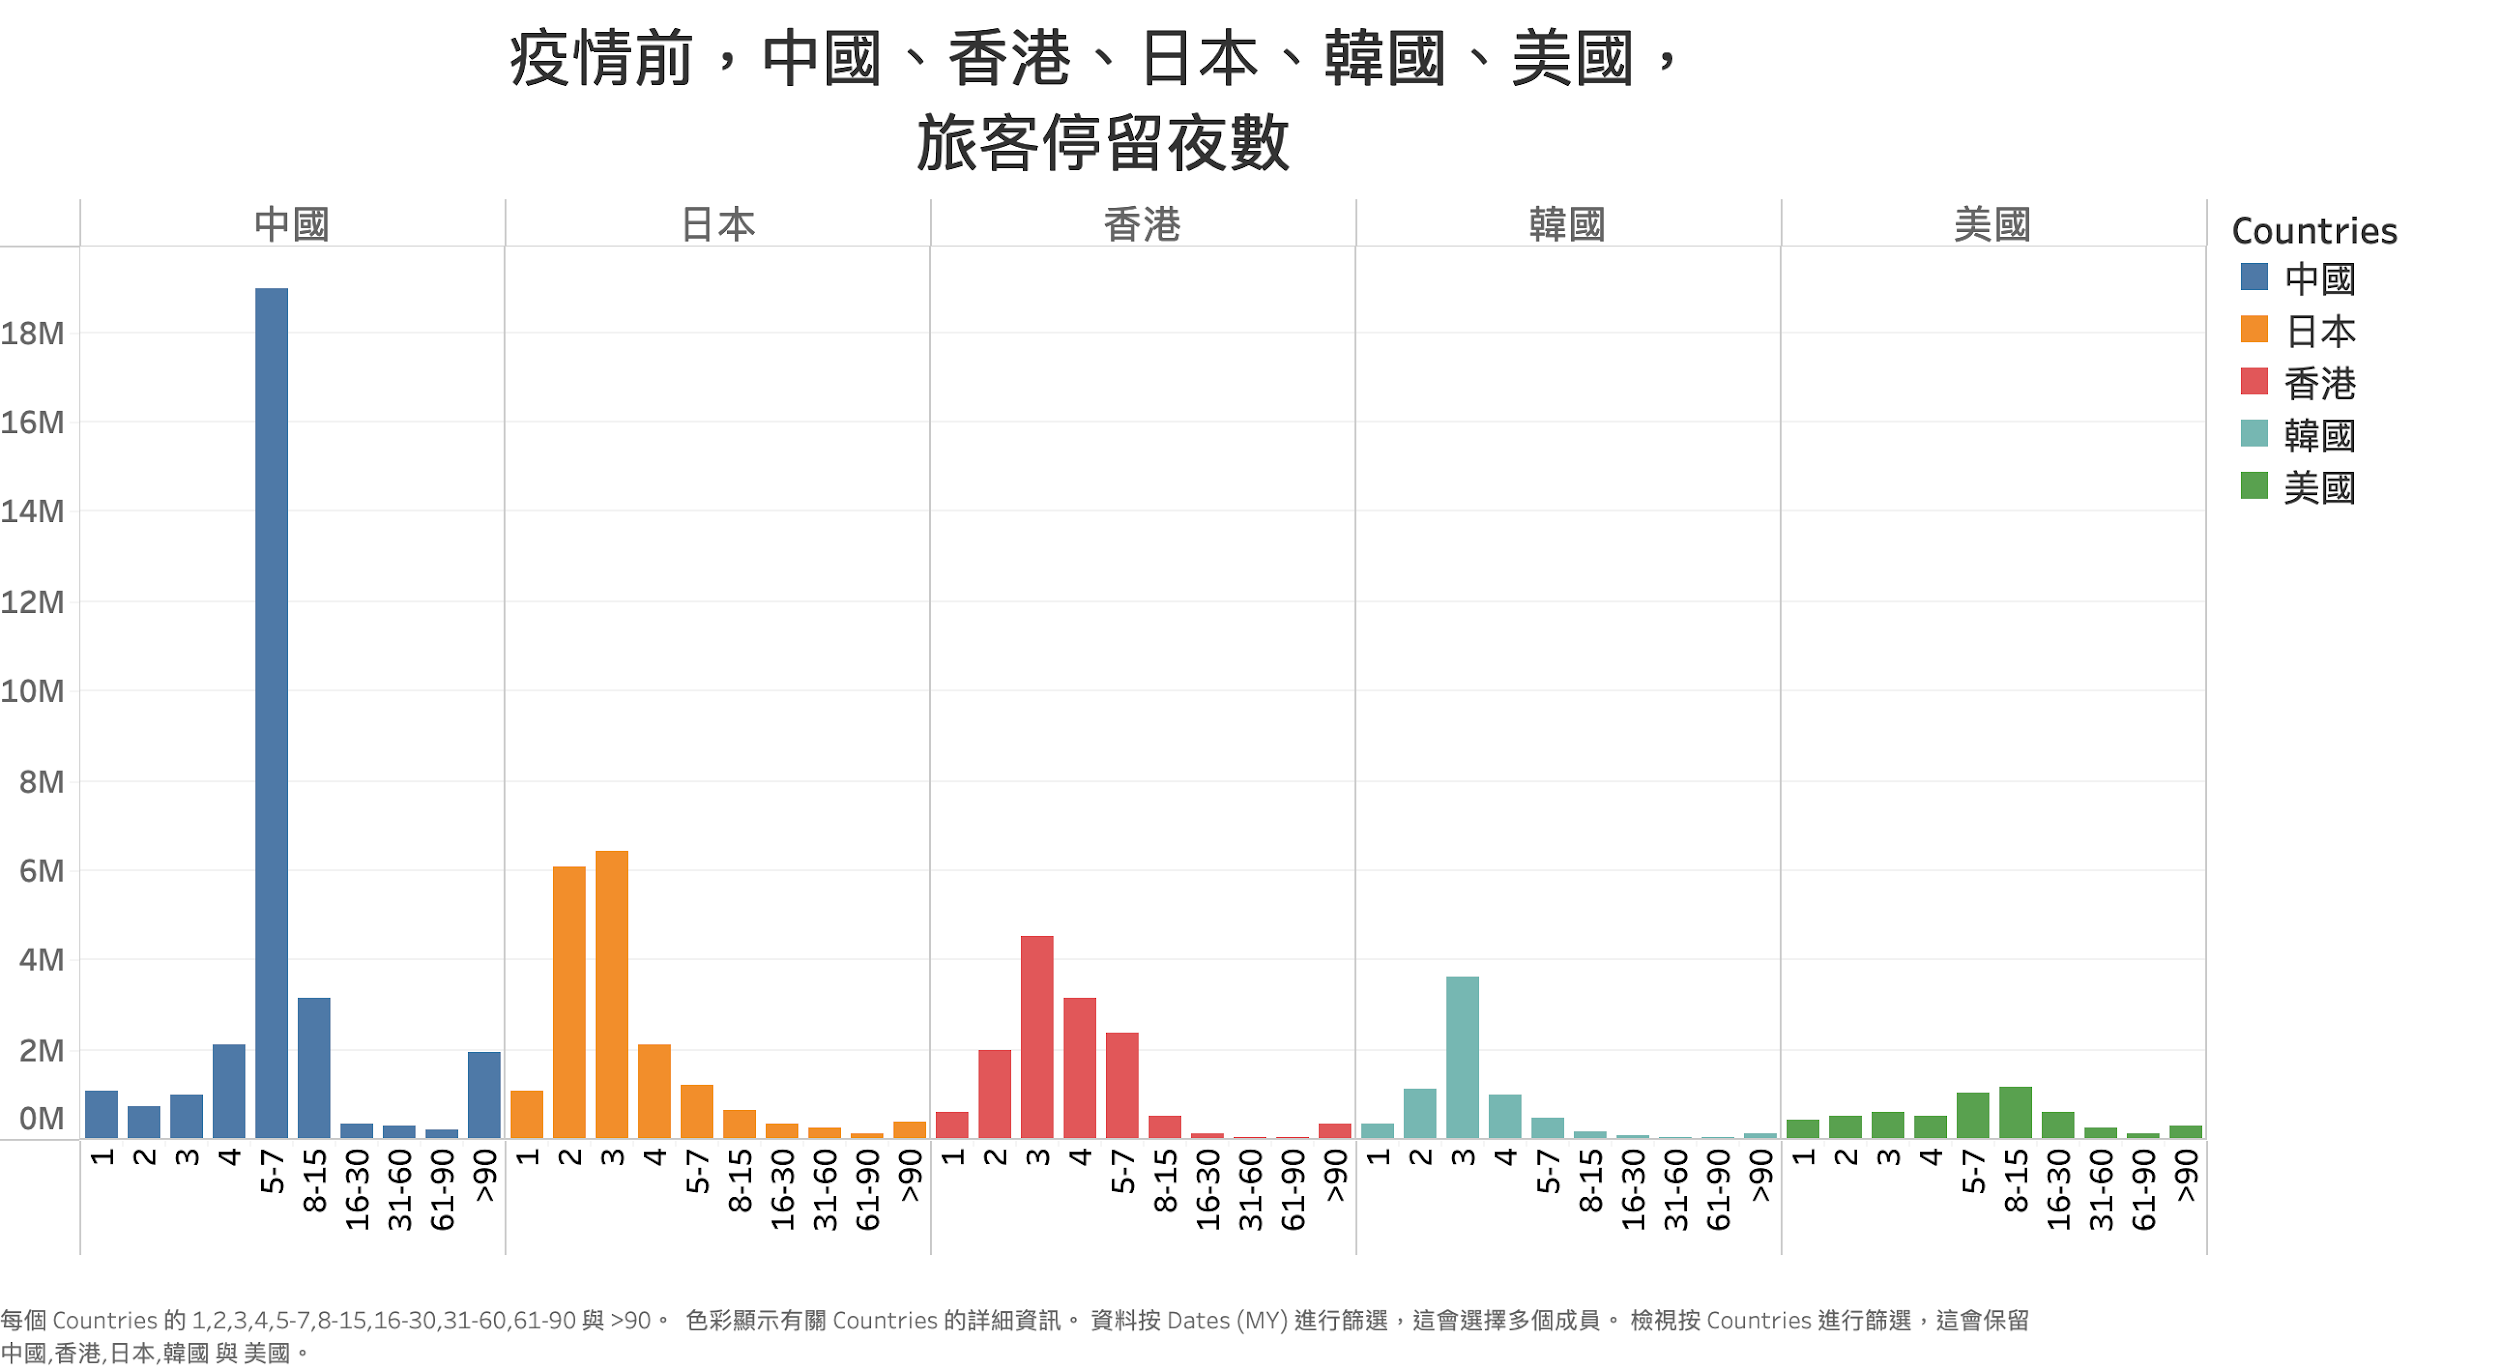 疫情前，中國、香港、日本、韓國、美國，
旅客停留夜數
中國 日本 香港 韓國 美國
Countries
中國
日本
香港
韓國
美國
18M
16M
14M
12M
10M
8M
6M
4M
2M
0M
1 2 3 4 5-7 8-15 16-30 31-60 61-90 >90 1 2 3 4 5-7 8-15 16-30 31-60 61-90 >90 1 2 3 4 5-7 8-15 16-30 31-60 61-90 >90 1 2 3 4 5-7 8-15 16-30 31-60 61-90 >90 1 2 3 4 5-7 8-15 16-30 31-60 61-90 >90
每個 Countries 的 1,2,3,4,5-7,8-15,16-30,31-60,61-90 與 >90。 色彩顯示有關 Countries 的詳細資訊。 資料按 Dates (MY) 進行篩選，這會選擇多個成員。 檢視按 Countries 進行篩選，這會保留
中國,香港,日本,韓國 與 美國。